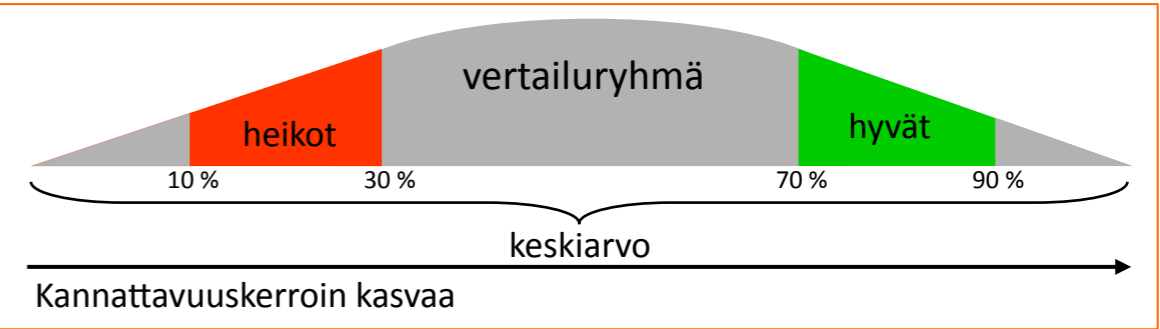 vertailuryhmä
heikot
hyvät
10 % 30 % 70 % 90 %
keskiarvo
Kannattavuuskerroin kasvaa